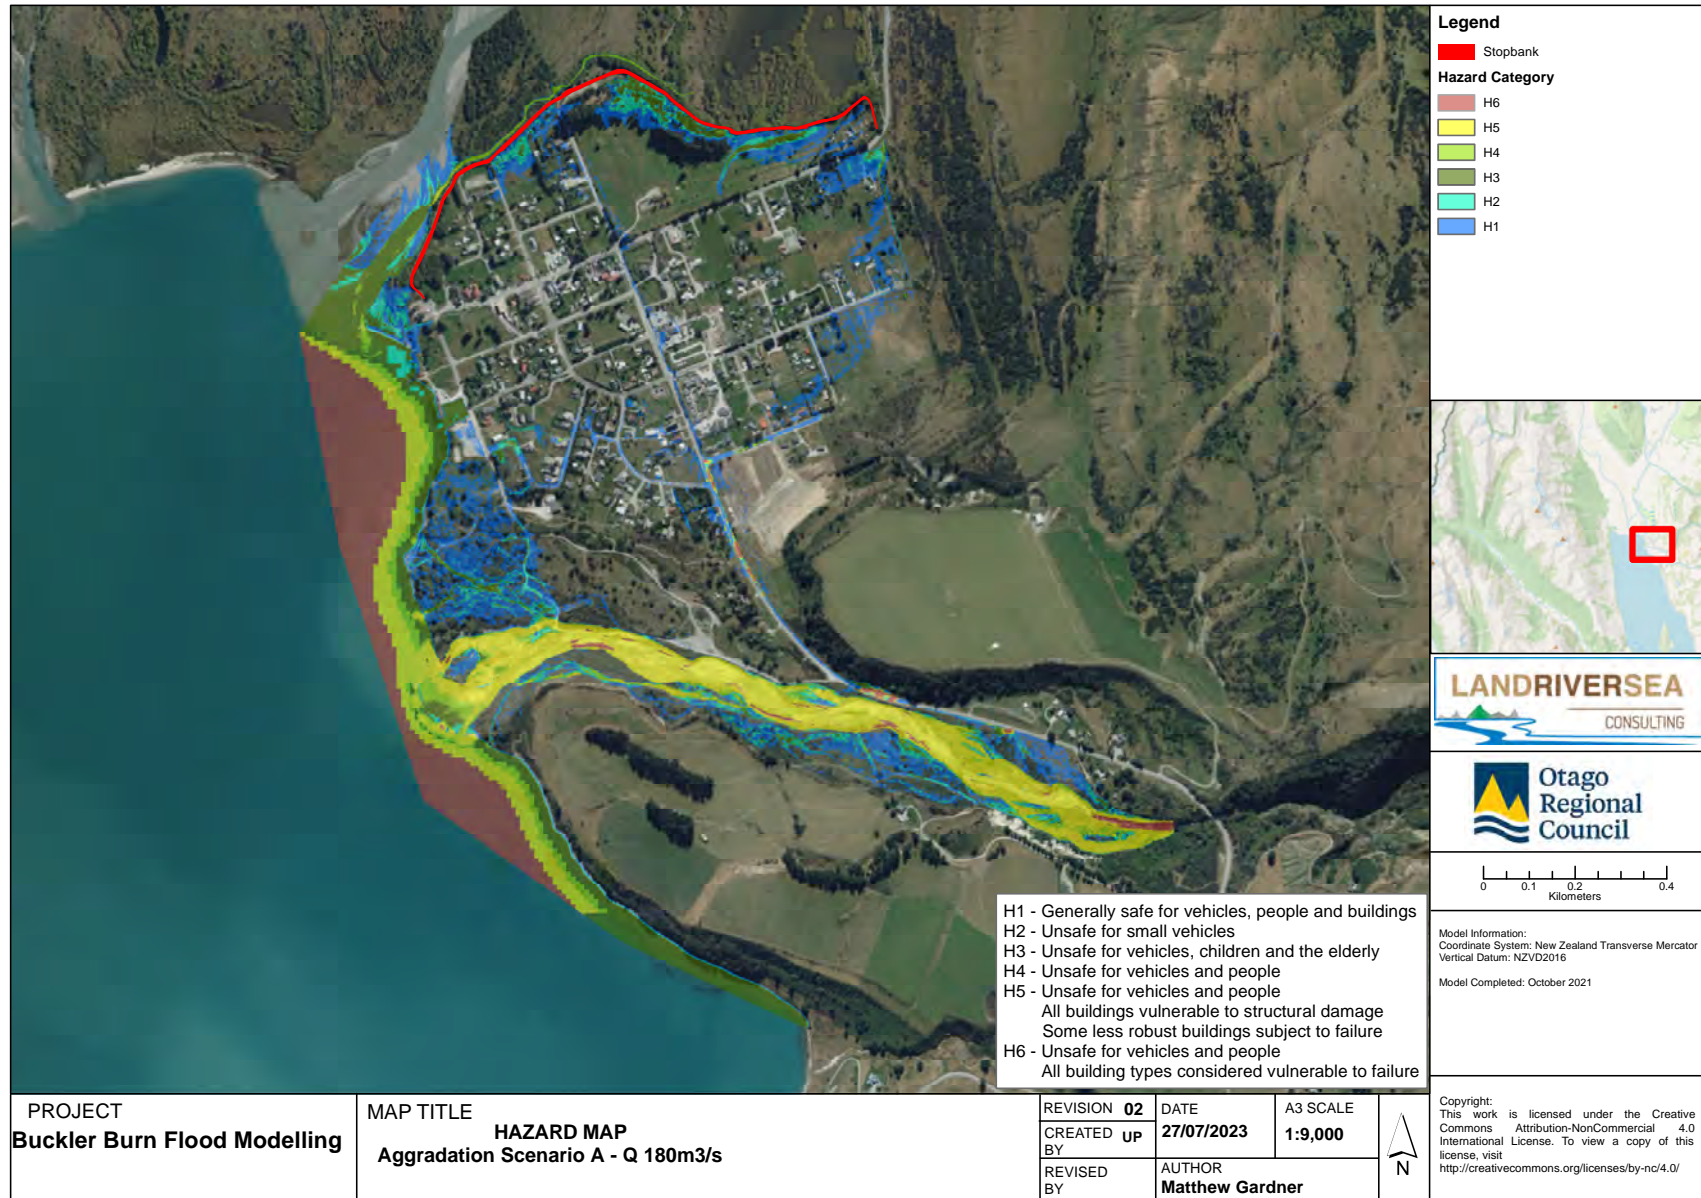 Legend
Stopbank
Hazard Category
H6
H5
H4
H3
H2
H1
LANDRIVERSEA
CONSULTING
Otago
Regional
Council
0 0.1 0.2 0.4
Kilometers
Model Information:
Coordinate System: New Zealand Transverse Mercator
Vertical Datum: NZVD2016
Model Completed: October 2021
Copyright:
This work is licensed under the Creative
Commons Attribution-NonCommercial 4.0
International License. To view a copy of this
license, visit
http://creativecommons.org/licenses/by-nc/4.0/
H1 - Generally safe for vehicles, people and buildings
H2 - Unsafe for small vehicles
H3 - Unsafe for vehicles, children and the elderly
H4 - Unsafe for vehicles and people
H5 - Unsafe for vehicles and people
All buildings vulnerable to structural damage
Some less robust buildings subject to failure
H6 - Unsafe for vehicles and people
All building types considered vulnerable to failure
PROJECT
Buckler Burn Flood Modelling
MAP TITLE
HAZARD MAP
Aggradation Scenario A - Q 180m3/s
REVISION 02
CREATED UP
BY
REVISED
BY
DATE
27/07/2023
A3 SCALE
1:9,000
AUTHOR
Matthew Gardner
N